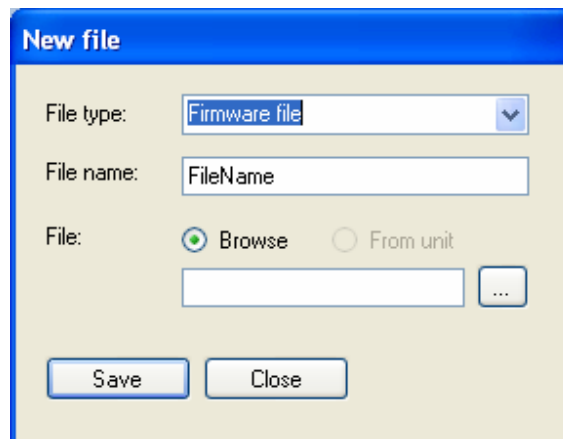 New file
File type: Firmware file
File name: FileName
File: Browse From unit
...
Save Close